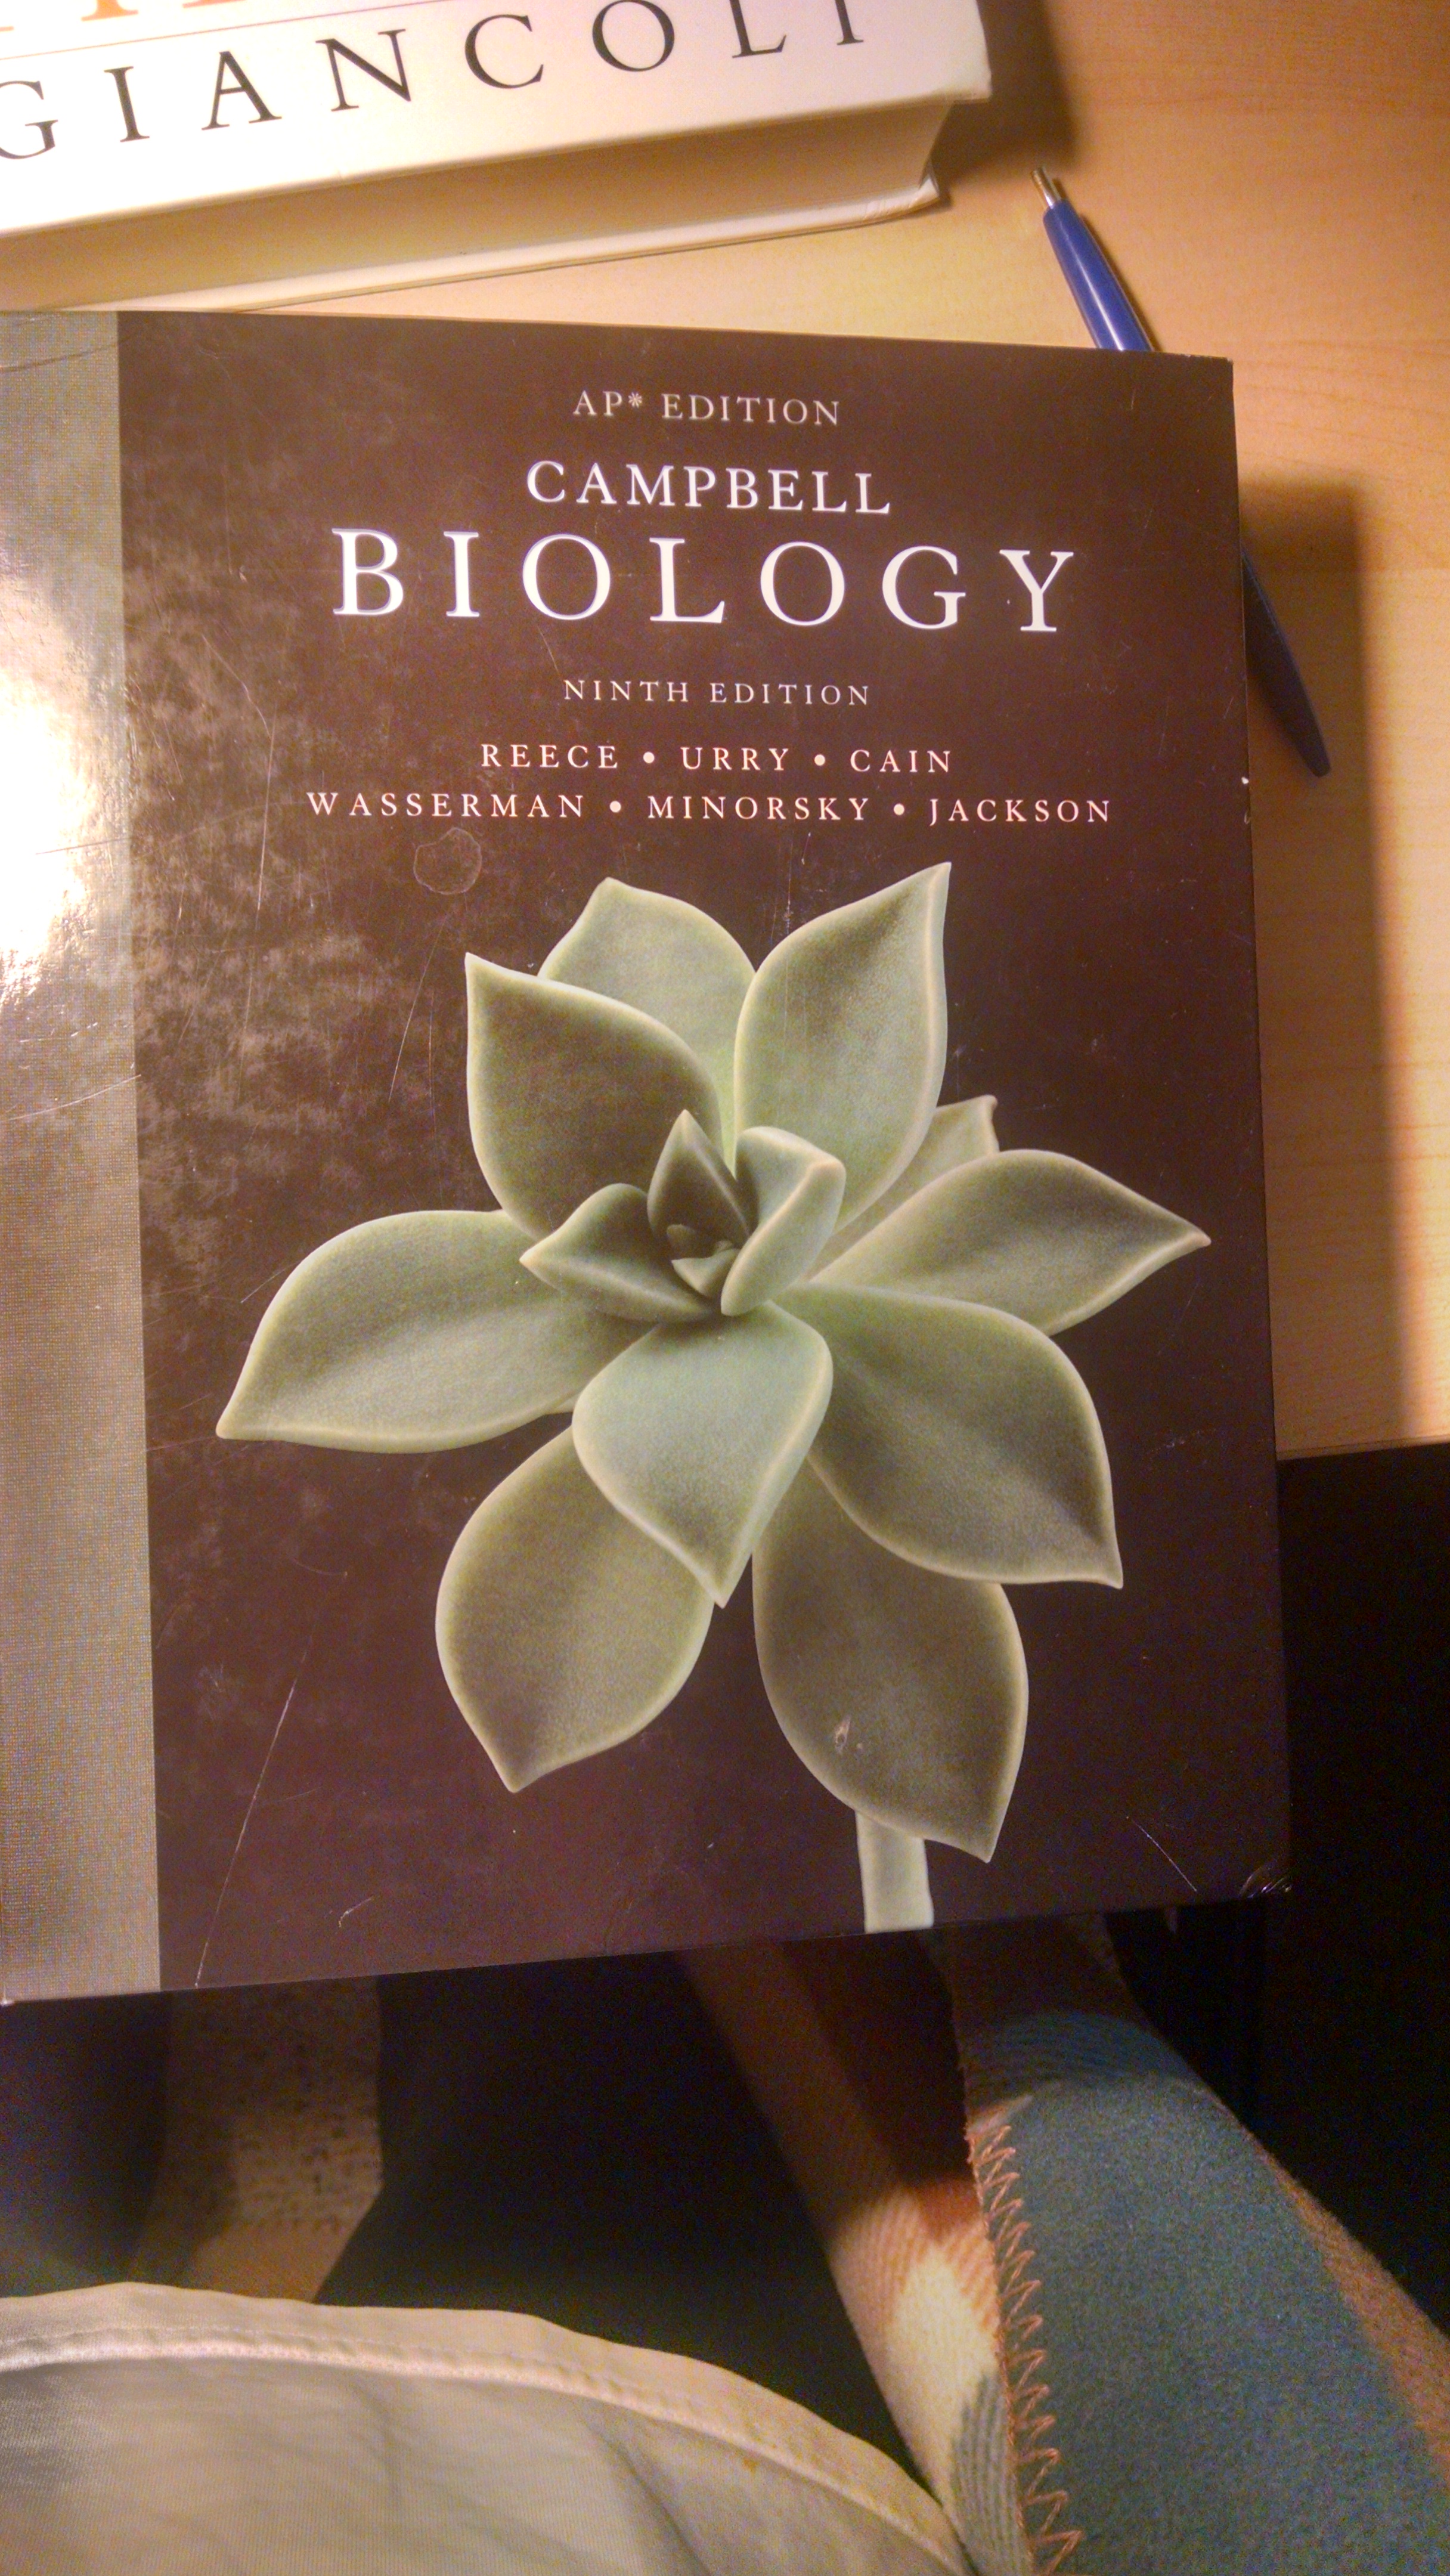 GIANCOLI
AP* EDITION
CAMPBELL
BIOLOGY
NINTH EDITION
REECE • URRY • CAIN
WASSERMAN • MINORSKY • JACKSON